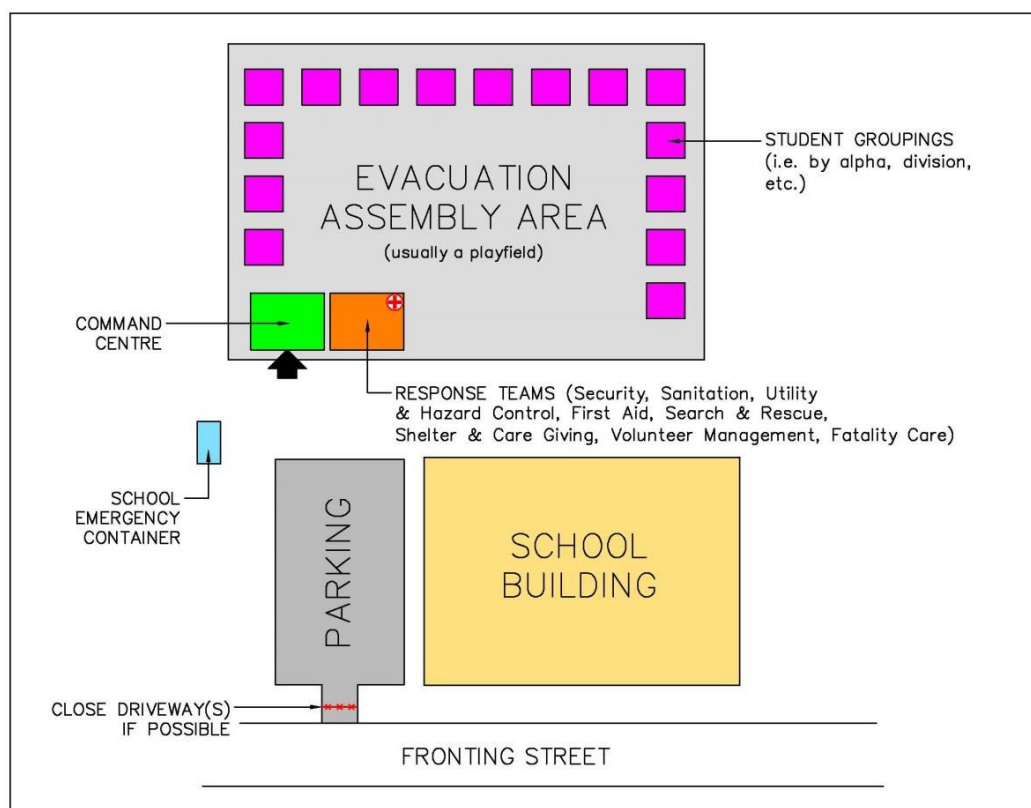 STUDENT GROUPINGS
(i.e. by alpha, division,
etc.)
EVACUATION
ASSEMBLY AREA
(usually a playfield)
COMMAND
CENTRE
RESPONSE TEAMS (Security, Sanitation, Utility
& Hazard Control, First Aid, Search & Rescue,
Shelter & Care Giving, Volunteer Management, Fatality Care)
SCHOOL
EMERGENCY
CONTAINER
PARKING
SCHOOL
BUILDING
CLOSE DRIVEWAY(S)
IF POSSIBLE
FRONTING STREET